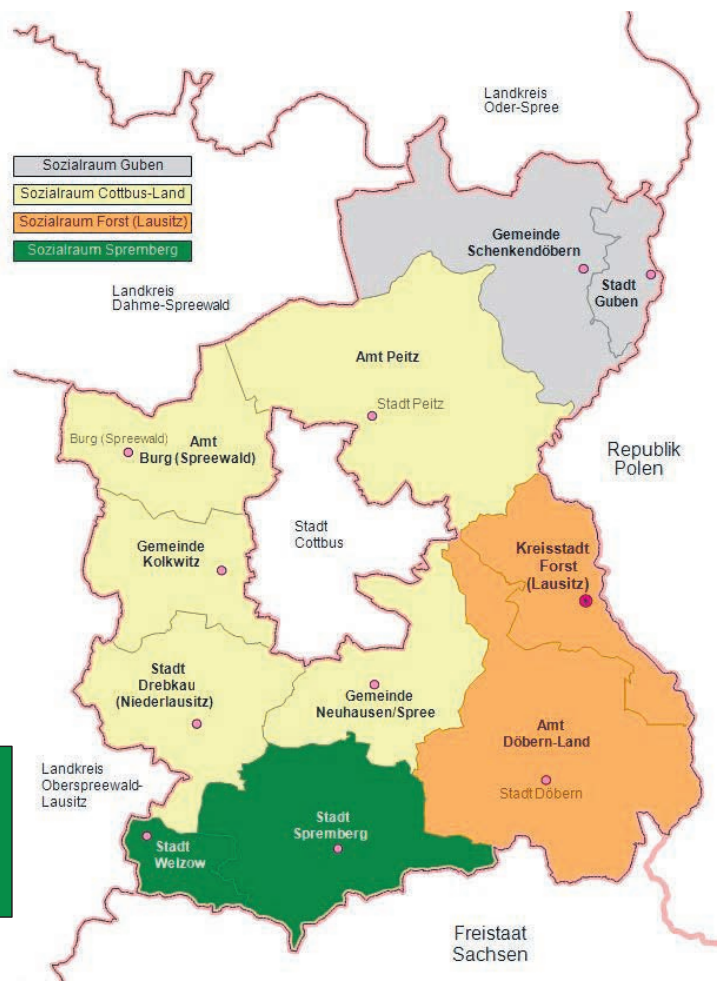 Landkreis
Oder-Spree
Sozialraum Guben
Sozialraum Cottbus-Land
Sozialraum Forst (Lausitz)
Sozialraum Spremberg
Gemeinde
Schenkendöbern
Stadt
Guben
Landkreis
Dahme-Spreewald
Amt Peitz
Stadt Peitz
Burg (Spreewald)
Amt
Burg (Spreewald)
Republik
Polen
Stadt
Cottbus
Gemeinde
Kolkwitz
Kreisstadt
Forst
(Lausitz)
Stadt
Drebkau
(Niederlausitz)
Gemeinde
Neuhausen/Spree
Amt
Döbern-Land
Stadt Döbern
Landkreis
Oberspreewald-
Lausitz
Stadt
Spremberg
Stadt
Welzow
Freistaat
Sachsen